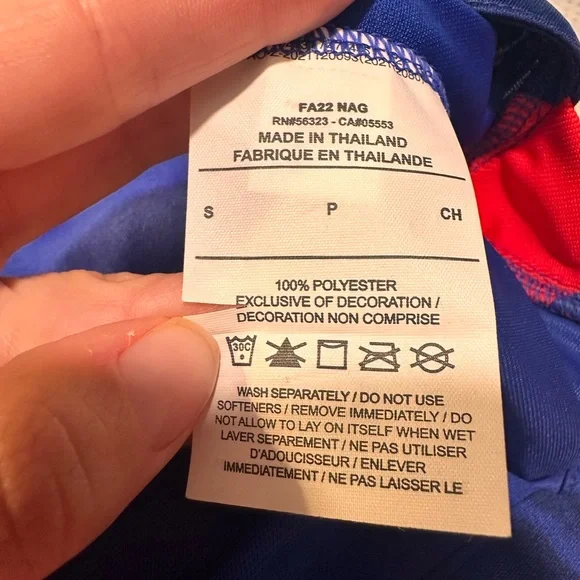 FA22 NAG
RN#56323 - CA#05553
MADE IN THAILAND
FABRIQUE EN THAILANDE
S P CH
100% POLYESTER
EXCLUSIVE OF DECORATION /
DECORATION NON COMPRISE
30C
WASH SEPARATELY / DO NOT USE
SOFTENERS / REMOVE IMMEDIATELY / DO
NOT ALLOW TO LAY ON ITSELF WHEN WET
LAVER SEPAREMENT / NE PAS UTILISER
D'ADOUCISSEUR / ENLEVER
IMMEDIATEMENT / NE PAS LAISSER LE